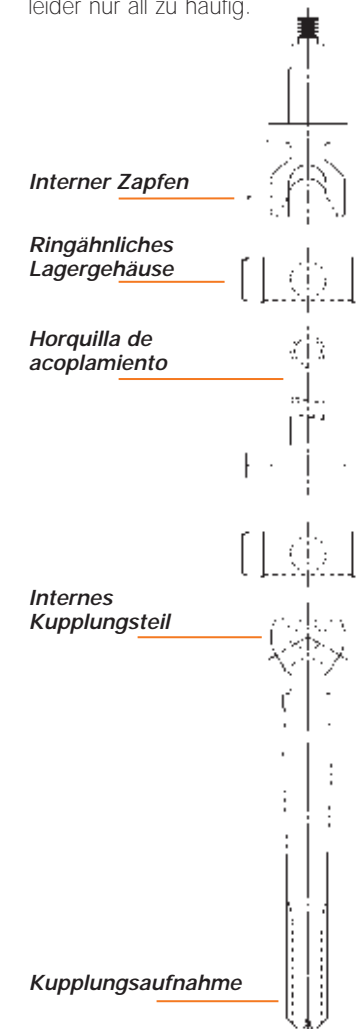 leider nur all zu häufig.
Interner Zapfen
Ringähnliches
Lagergehäuse
Horquilla de
acoplamiento
Internes
Kupplungsteil
Kupplungsaufnahme